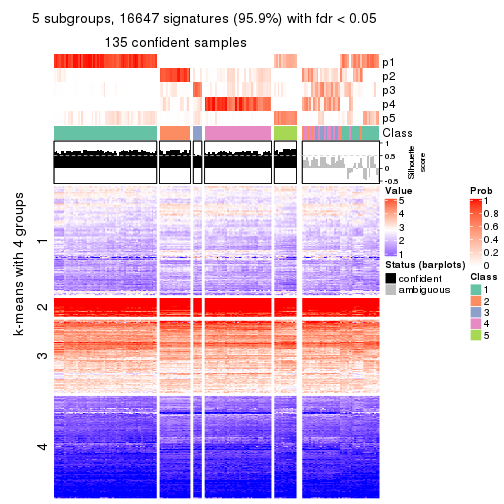 5 subgroups, 16647 signatures (95.9%) with fdr < 0.05
135 confident samples
p1
p2
p3
p4
p5
Class
1
0.5
0
-0.5
Silhouette
score
k-means with 4 groups
1
2
3
4
Value
5
4
3
2
1
Status (barplots)
confident
ambiguous
Prob
1
0.8
0.6
0.4
0.2
0
Class
1
2
3
4
5